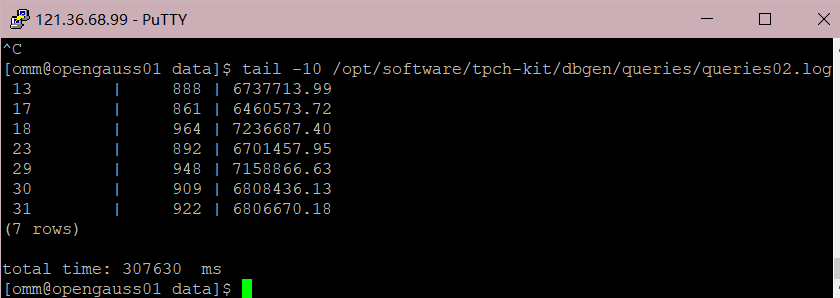 121.36.68.99 - PuTTY
^C
[omm@opengauss01 data]$ tail -10 /opt/software/tpch-kit/dbgen/queries/queries02.log
 13        |     888 | 6737713.99
 17        |     861 | 6460573.72
 18        |     964 | 7236687.40
 23        |     892 | 6701457.95
 29        |     948 | 7158866.63
 30        |     909 | 6808436.13
 31        |     922 | 6806670.18
(7 rows)

total time: 307630  ms
[omm@opengauss01 data]$